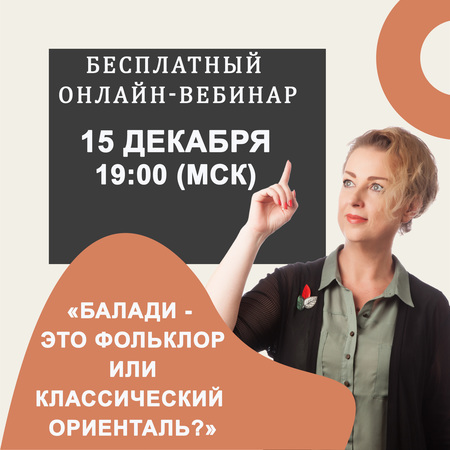 БЕСПЛАТНЫЙ
ОНЛАЙН-ВЕБИНАР
15 ДЕКАБРЯ
19:00 (МСК)
«БАЛАДИ -
ЭТО ФОЛЬКЛОР
ИЛИ
КЛАССИЧЕСКИЙ
ОРИЕНТАЛЬ?»